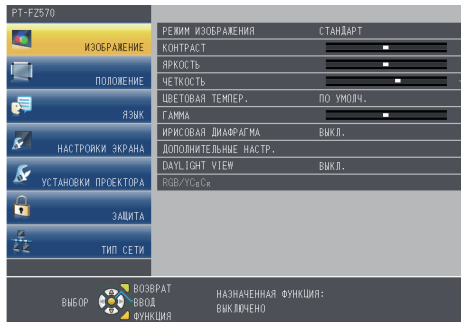 PT-FZ570
ИЗОБРАЖЕНИЕ
ПОЛОЖЕНИЕ
ЯЗЫК
НАСТРОЙКИ ЭКРАНА
УСТАНОВКИ ПРОЕКТОРА
ЗАЩИТА
ТИП СЕТИ
РЕЖИМ ИЗОБРАЖЕНИЯ СТАНДАРТ
КОНТРАСТ
ЯРКОСТЬ
ЧЕТКОСТЬ
ЦВЕТОВАЯ ТЕМПЕР. ПО УМОЛЧ.
ГАММА
ИРИСОВАЯ ДИАФРАГМА ВЫКЛ.
ДОПОЛНИТЕЛЬНЫЕ НАСТР.
DAYLIGHT VIEW ВЫКЛ.
RGB/YCBCR
ВЫБОР
ВОЗВРАТ
ВВОД
ФУНКЦИЯ
НАЗНАЧЕННАЯ ФУНКЦИЯ:
ВЫКЛЮЧЕНО